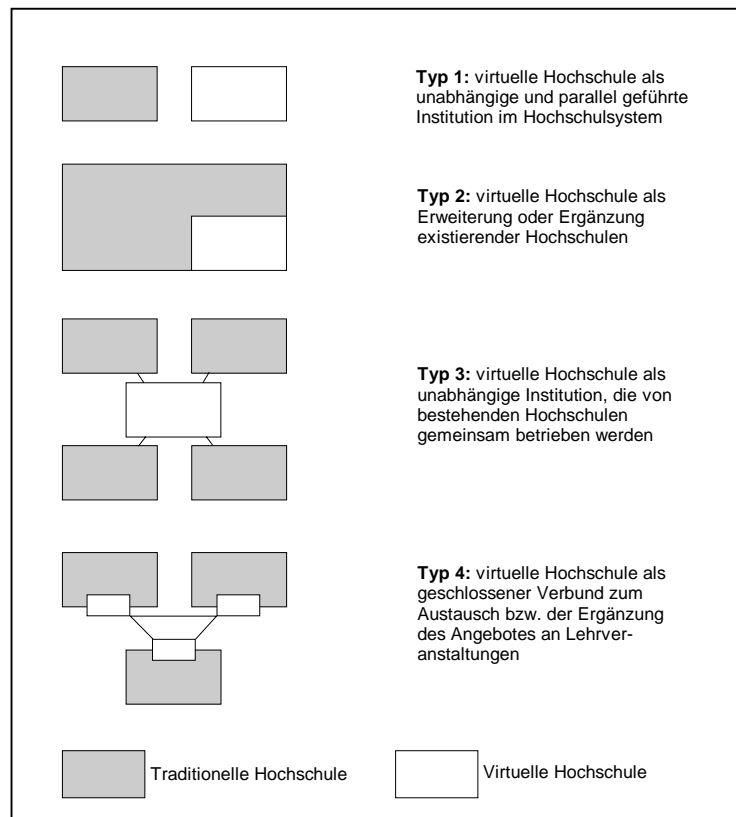 Typ 1: virtuelle Hochschule als
unabhängige und parallel geführte
Institution im Hochschulsystem
Typ 2: virtuelle Hochschule als
Erweiterung oder Ergänzung
existierender Hochschulen
Typ 3: virtuelle Hochschule als
unabhängige Institution, die von
bestehenden Hochschulen
gemeinsam betrieben werden
Typ 4: virtuelle Hochschule als
geschlossener Verbund zum
Austausch bzw. der Ergänzung
des Angebotes an Lehrver-
anstaltungen
Traditionelle Hochschule
Virtuelle Hochschule